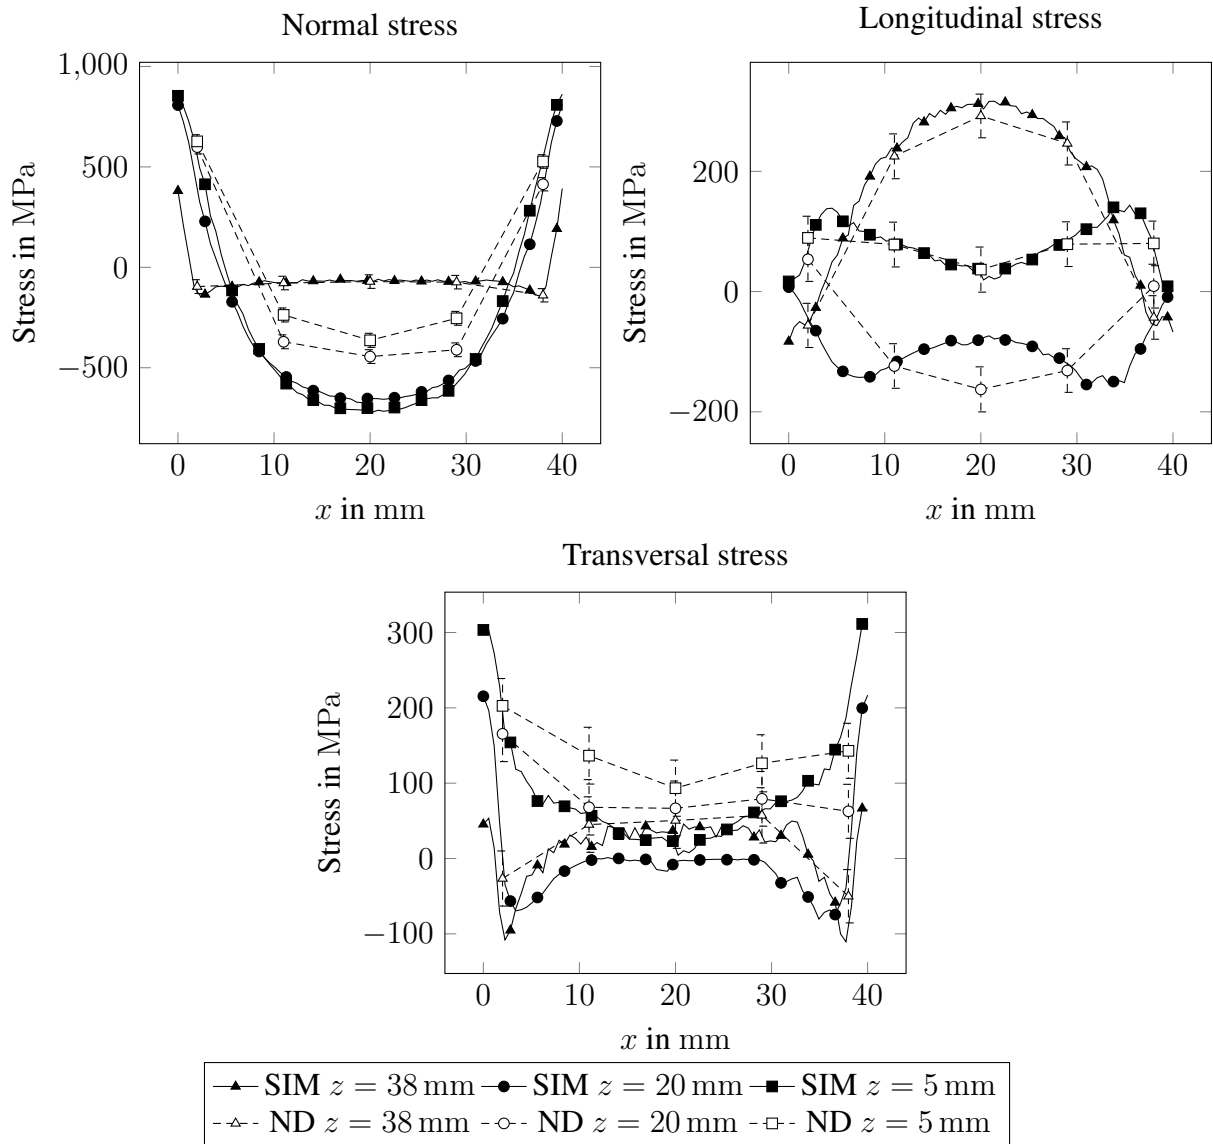 Normal stress
Longitudinal stress
1,000
500
0
−500
Stress in MPa
0 10 20 30 40
x in mm
200
0
−200
Stress in MPa
0 10 20 30 40
x in mm
Transversal stress
300
200
100
0
−100
Stress in MPa
0 10 20 30 40
x in mm
SIM z = 38 mm SIM z = 20 mm SIM z = 5 mm
ND z = 38 mm ND z = 20 mm ND z = 5 mm